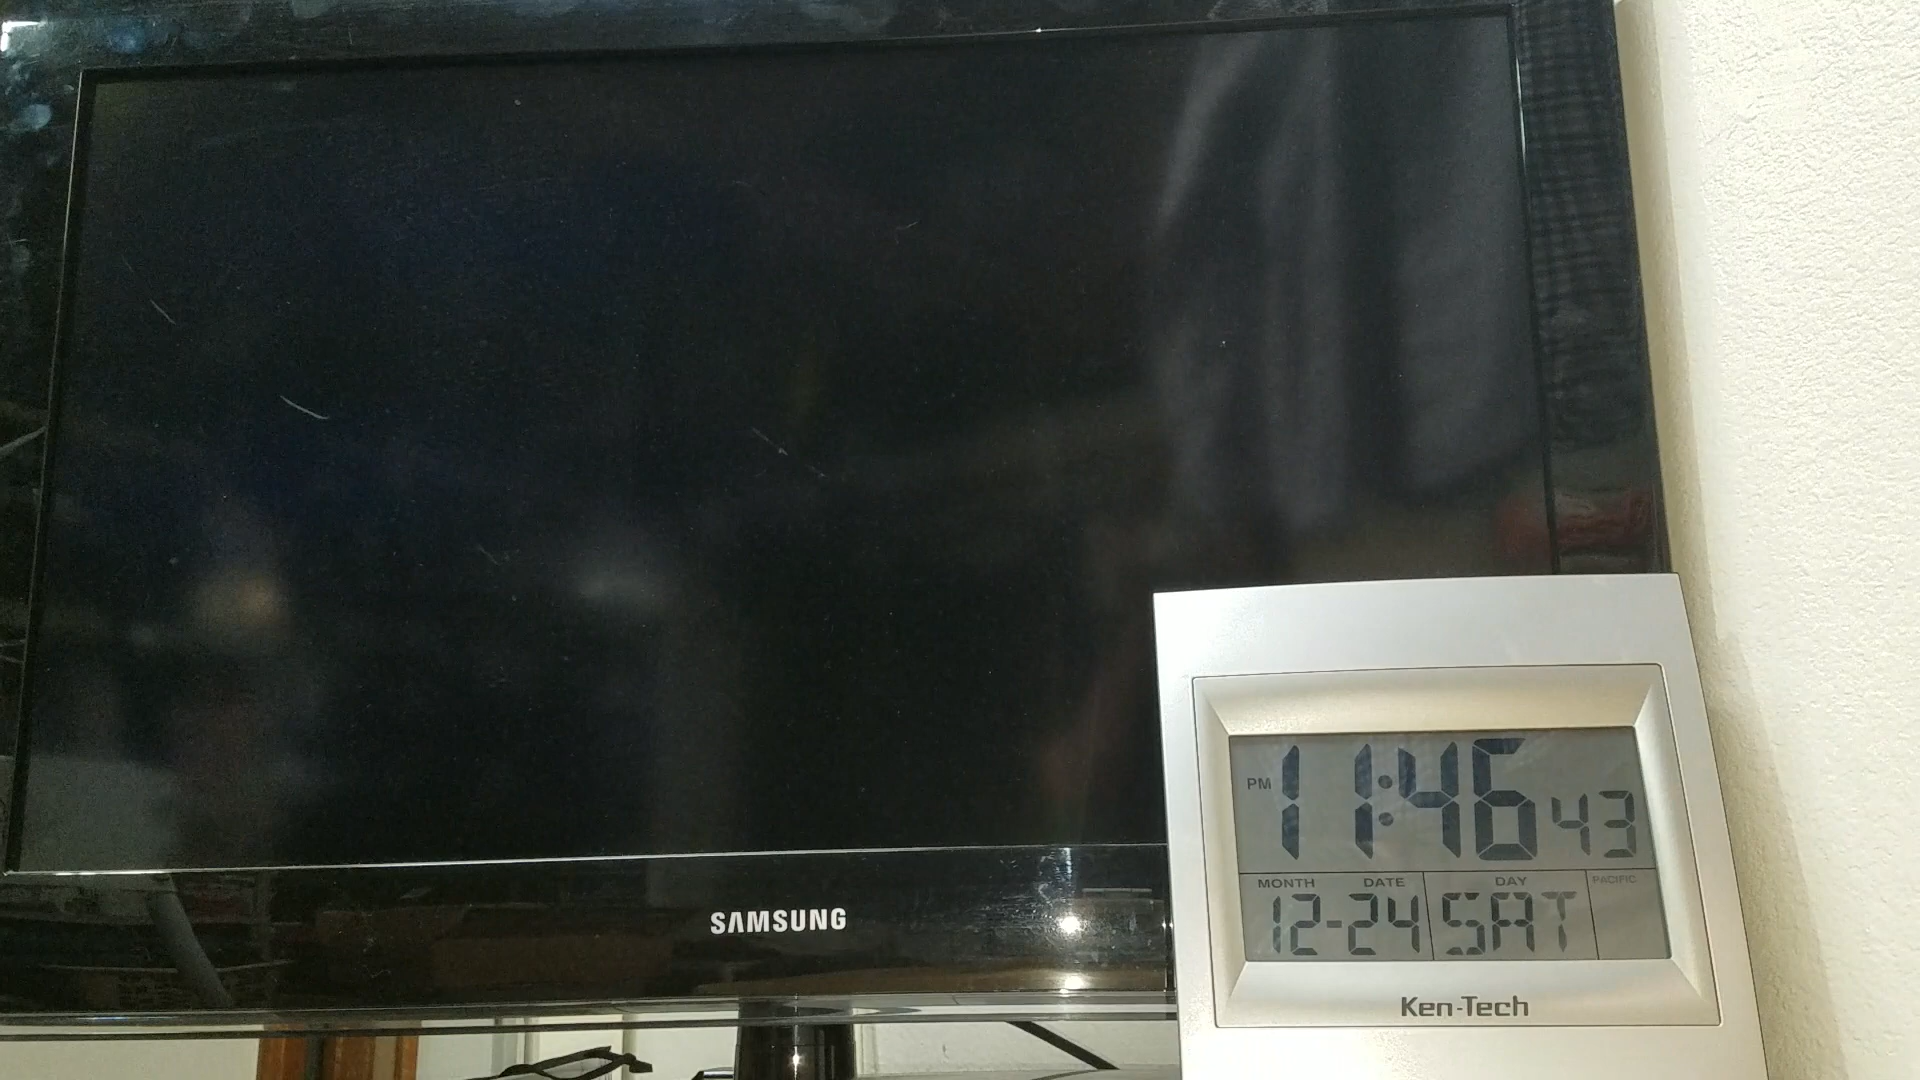 SAMSUNG
PM 11:46 43
MONTH DATE DAY PACIFIC
12-24 SAT
Ken-Tech